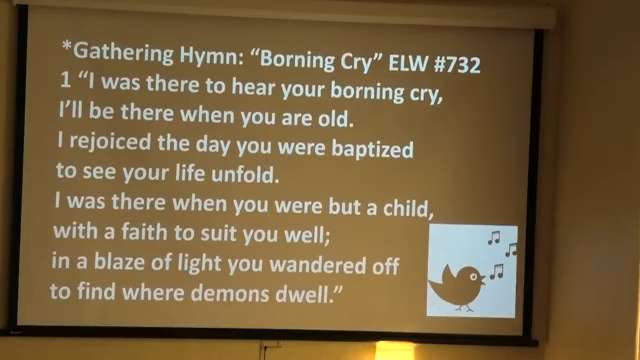 *Gathering Hymn: “Borning Cry” ELW #732
1 “I was there to hear your borning cry,
I’ll be there when you are old.
I rejoiced the day you were baptized
to see your life unfold.
I was there when you were but a child,
with a faith to suit you well;
in a blaze of light you wandered off
to find where demons dwell.”